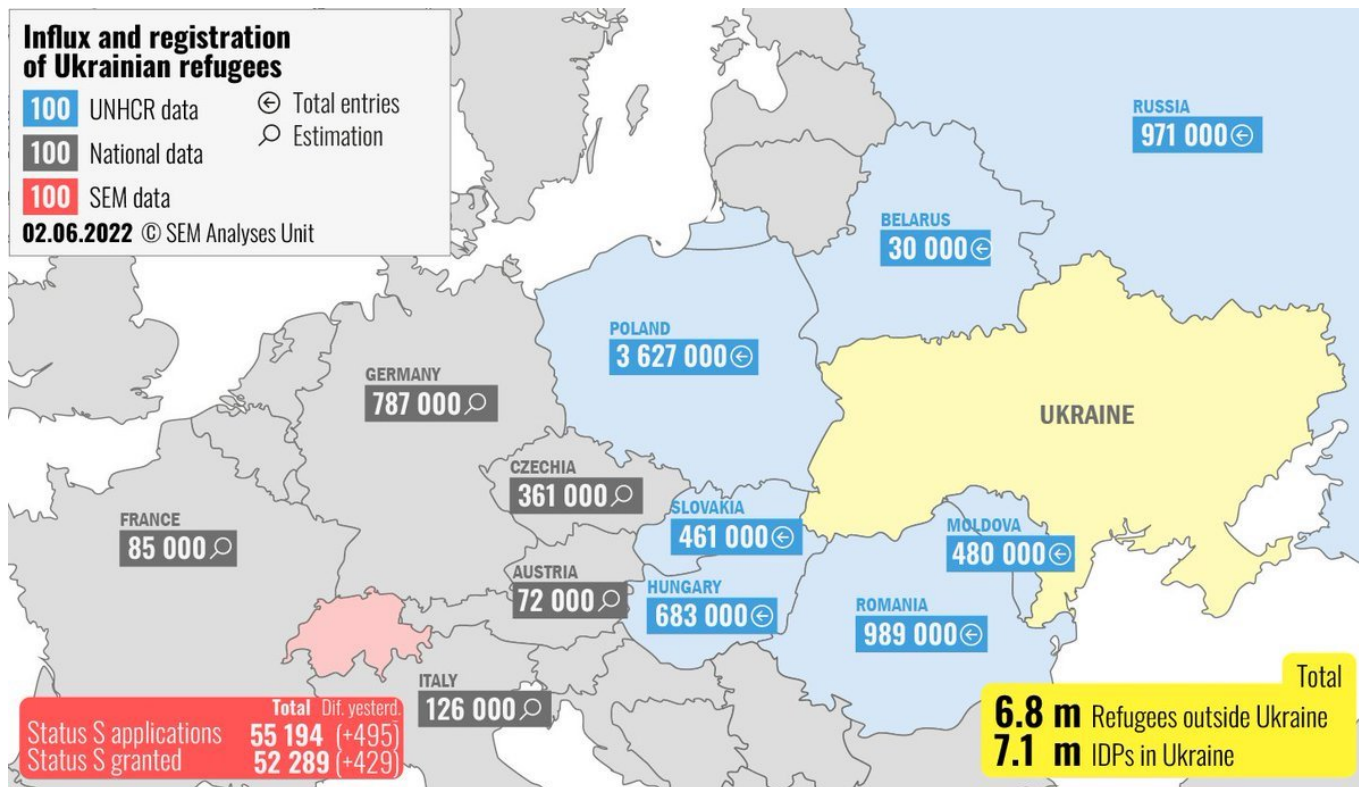 Influx and registration
of Ukrainian refugees
100 UNHCR data
100 National data
100 SEM data
Total entries
Estimation
02.06.2022 © SEM Analyses Unit
RUSSIA
971 000
BELARUS
30 000
POLAND
3 627 000
GERMANY
787 000
UKRAINE
CZECHIA
361 000
SLOVAKIA
461 000
MOLDOVA
480 000
FRANCE
85 000
AUSTRIA
72 000
HUNGARY
683 000
ROMANIA
989 000
ITALY
126 000
Total Dif. yesterd.
Status S applications 55 194 (+495)
Status S granted 52 289 (+429)
Total
6.8 m Refugees outside Ukraine
7.1 m IDPs in Ukraine